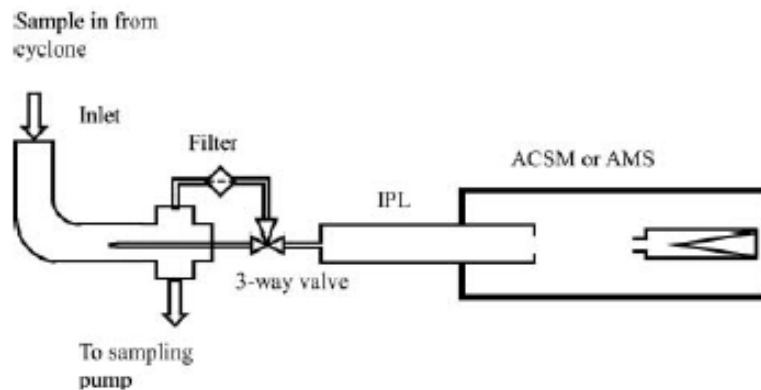 Sample in from
cyclone
Inlet
Filter
ACSM or AMS
IPL
3-way valve
To sampling
pump